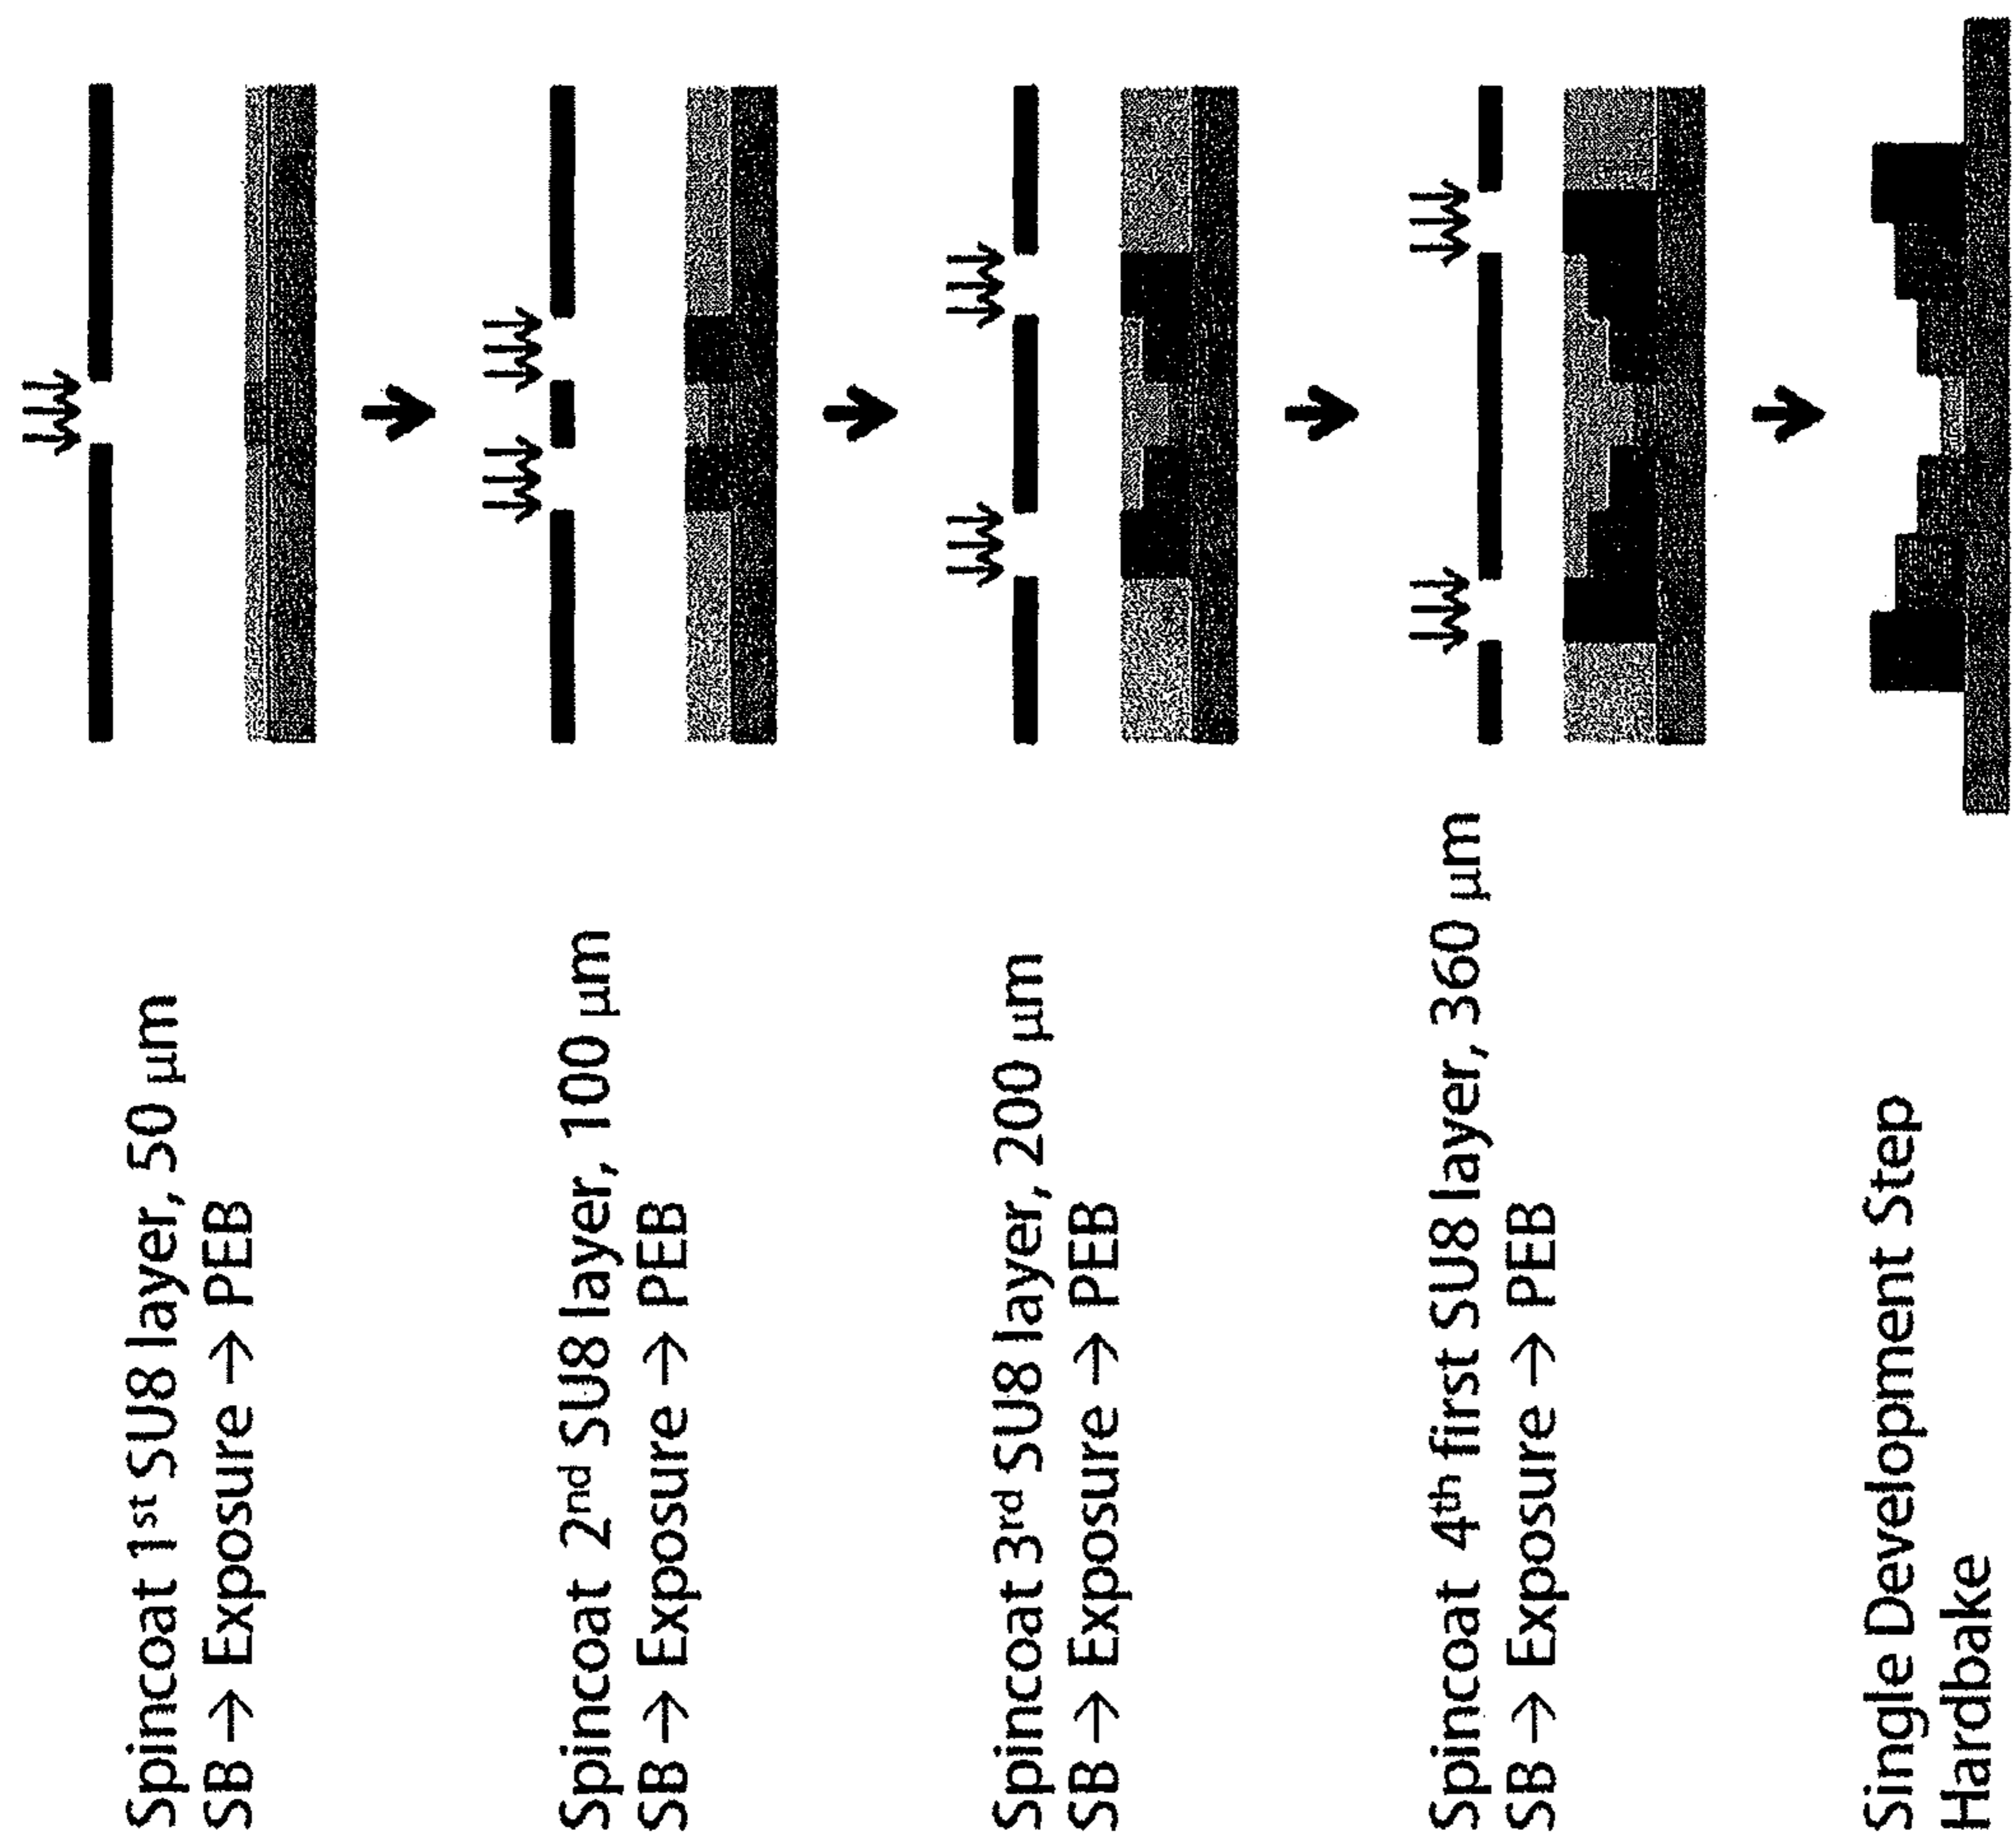 Spincoat 1st SU8 layer, 50 μm
SB → Exposure → PEB
Spincoat 2nd SU8 layer, 100 μm
SB → Exposure → PEB
Spincoat 3rd SU8 layer, 200 μm
SB → Exposure → PEB
Spincoat 4th first SU8 layer, 360 μm
SB → Exposure → PEB
Single Development Step
Hardbake